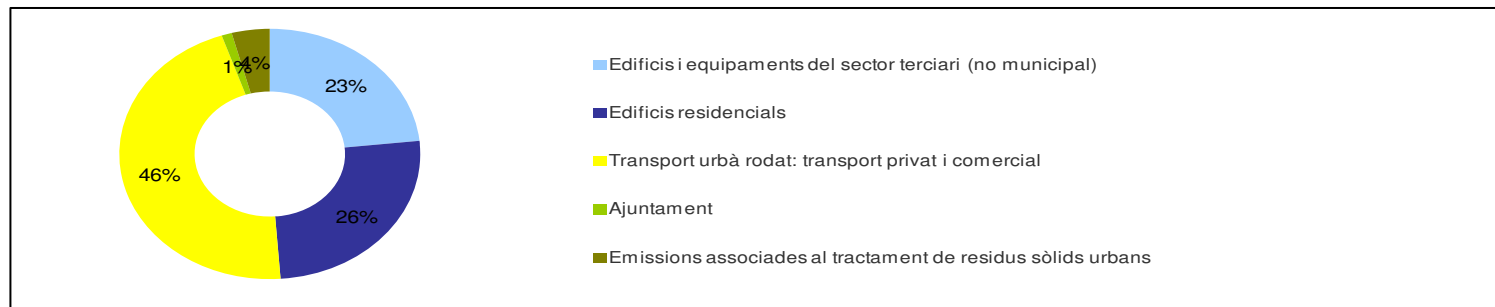 1%
4%
23%
46%
26%
Edificis i equipaments del sector terciari (no municipal)
Edificis residencials
Transport urbà rodat: transport privat i comercial
Ajuntament
Emissions associades al tractament de residus sòlids urbans